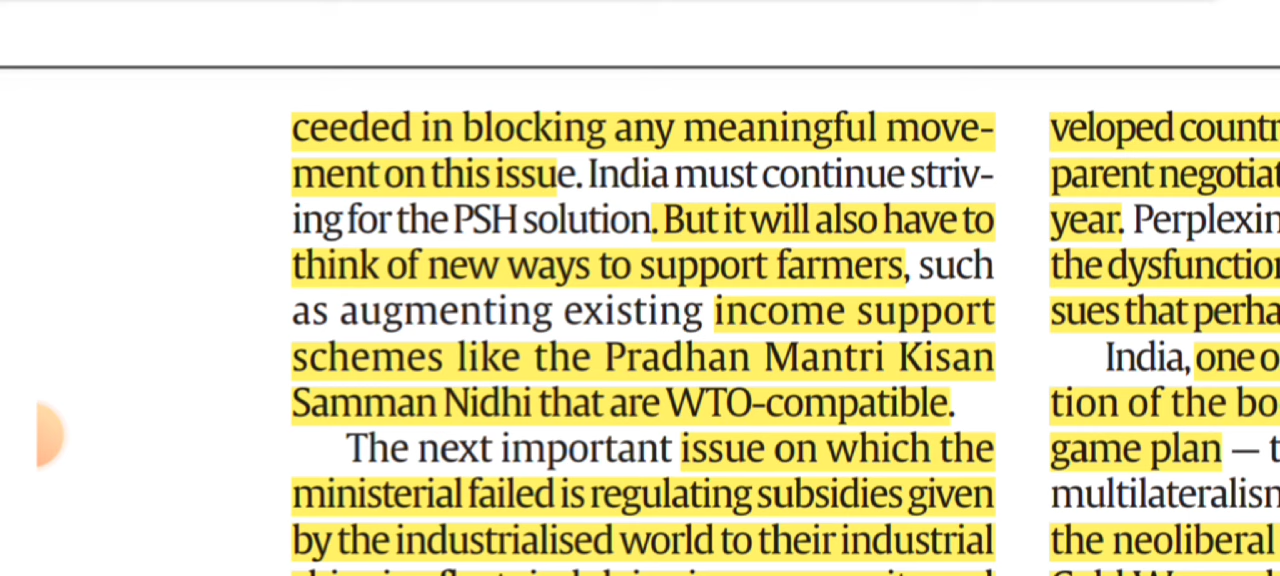 ceeded in blocking any meaningful move-
ment on this issue. India must continue striv-
ing for the PSH solution. But it will also have to
think of new ways to support farmers, such
as augmenting existing income support
schemes like the Pradhan Mantri Kisan
Samman Nidhi that are WTO-compatible.
The next important issue on which the
ministerial failed is regulating subsidies given
by the industrialised world to their industrial
veloped countr
parent negotiat
year. Perplexin
the dysfunction
sues that perha
India, one o
tion of the bo
game plan — t
multilateralism
the neoliberal